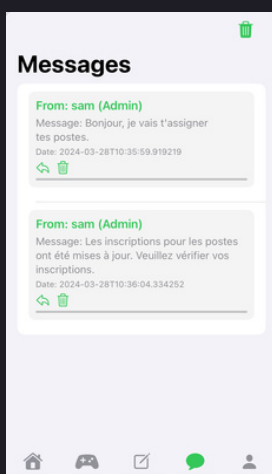 Messages
From: sam (Admin)
Message: Bonjour, je vais t'assigner
tes postes.
Date: 2024-03-28T10:35:59.919219
From: sam (Admin)
Message: Les inscriptions pour les postes
ont été mises à jour. Veuillez vérifier vos
inscriptions.
Date: 2024-03-28T10:36:04.334252